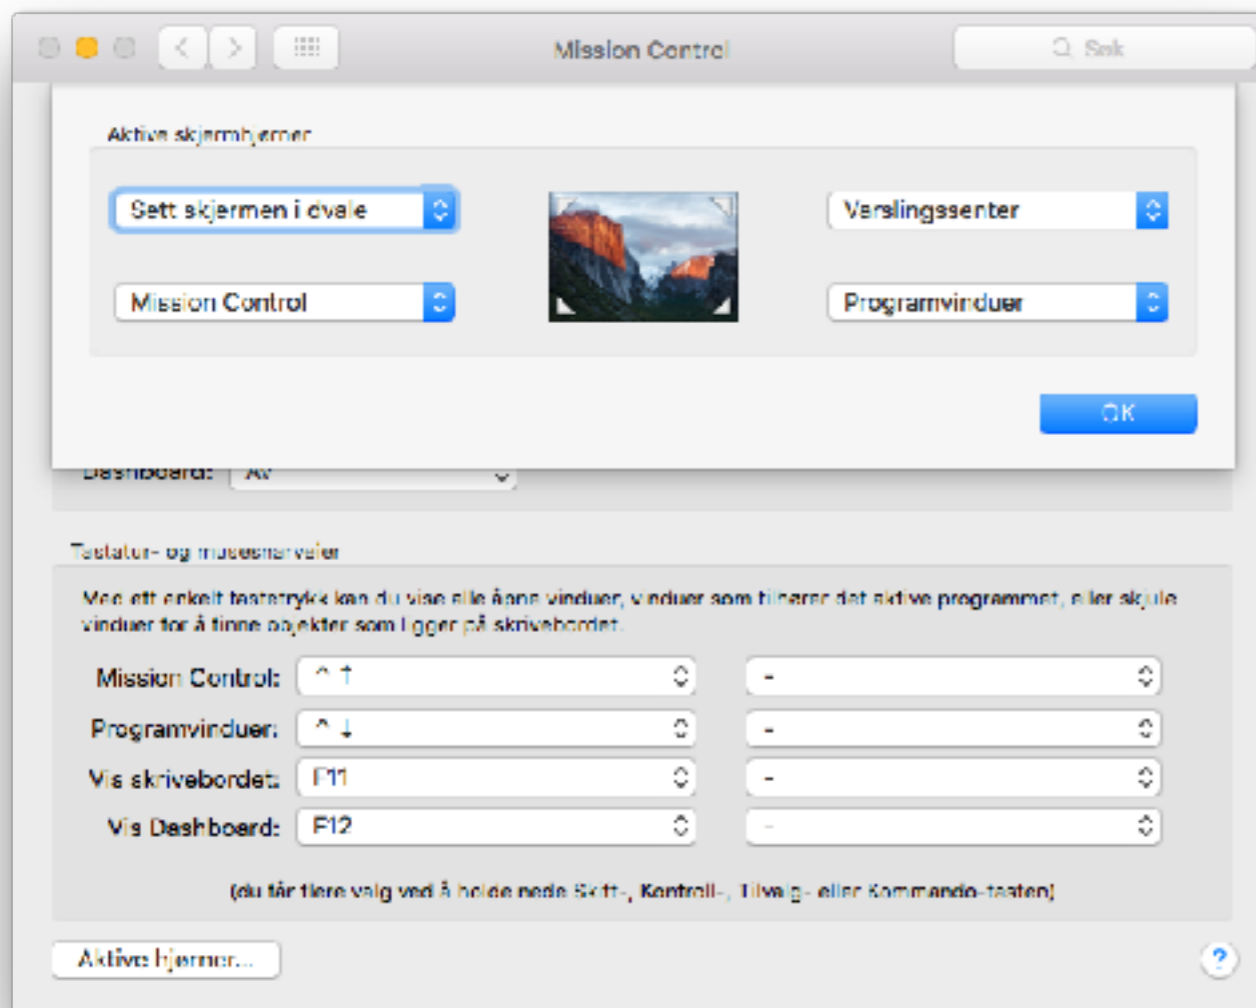 Mission Control
Søk
Aktive skjermhjørner
Sett skjermen i dvale
Varslingssenter
Mission Control
Programvinduer
OK
Dashboard: Av
Tastatur- og musesnarveier
Med ett enkelt tastetrykk kan du vise alle åpne vinduer, vinduer som tilhører det aktive programmet, eller skjule
vinduer for å finne objekter som ligger på skrivebordet.
Mission Control: ^ ↑ -
Programvinduer: ^ ↓ -
Vis skrivebordet: F11 -
Vis Dashboard: F12 -
(du får flere valg ved å holde nede Skift-, Kontroll-, Tilvalg- eller Kommando-tasten)
Aktive hjørner... ?